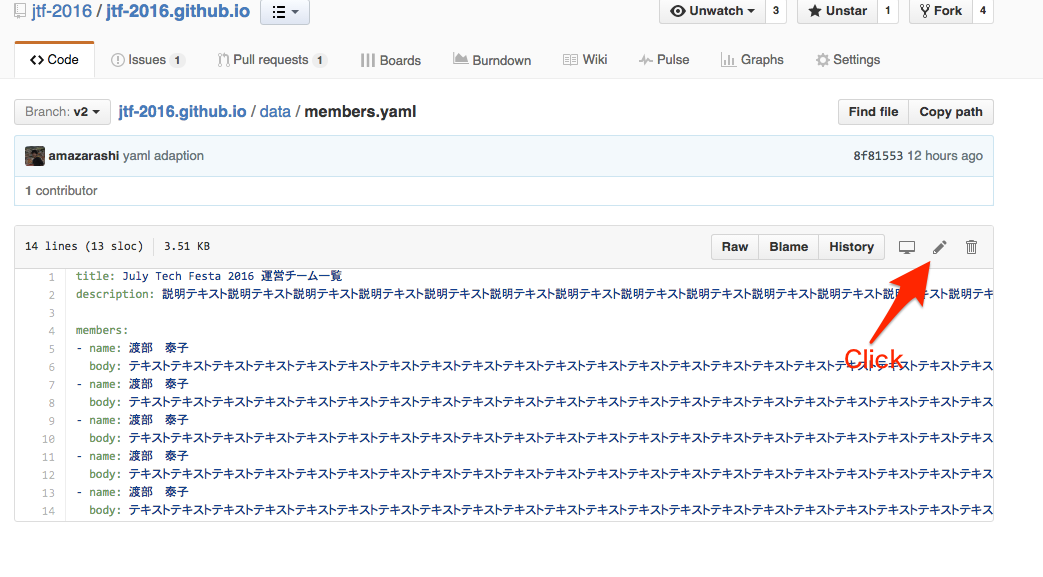 jtf-2016 / jtf-2016.github.io Unwatch 3 Unstar 1 Fork 4
Code Issues 1 Pull requests 1 Boards Burndown Wiki Pulse Graphs Settings
Branch: v2 jtf-2016.github.io / data / members.yaml Find file Copy path
amazarashi yaml adaption 8f81553 12 hours ago
1 contributor
14 lines (13 sloc) 3.51 KB Raw Blame History
1 title: July Tech Festa 2016 運営チーム一覧
2 description: 説明テキスト説明テキスト説明テキスト説明テキスト説明テキスト説明テキスト説明テキスト説明テキスト説明テキスト説明テキスト説明テキスト説明テキスト説明テ
3
4 members:
5 - name: 渡部　泰子
Click
6 body: テキストテキストテキストテキストテキストテキストテキストテキストテキストテキストテキストテキストテキストテキストテキストテキストテキストテキス
7 - name: 渡部　泰子
8 body: テキストテキストテキストテキストテキストテキストテキストテキストテキストテキストテキストテキストテキストテキストテキストテキストテキストテキス
9 - name: 渡部　泰子
10 body: テキストテキストテキストテキストテキストテキストテキストテキストテキストテキストテキストテキストテキストテキストテキストテキストテキストテキス
11 - name: 渡部　泰子
12 body: テキストテキストテキストテキストテキストテキストテキストテキストテキストテキストテキストテキストテキストテキストテキストテキストテキストテキス
13 - name: 渡部　泰子
14 body: テキストテキストテキストテキストテキストテキストテキストテキストテキストテキストテキストテキストテキストテキストテキストテキストテキストテキス